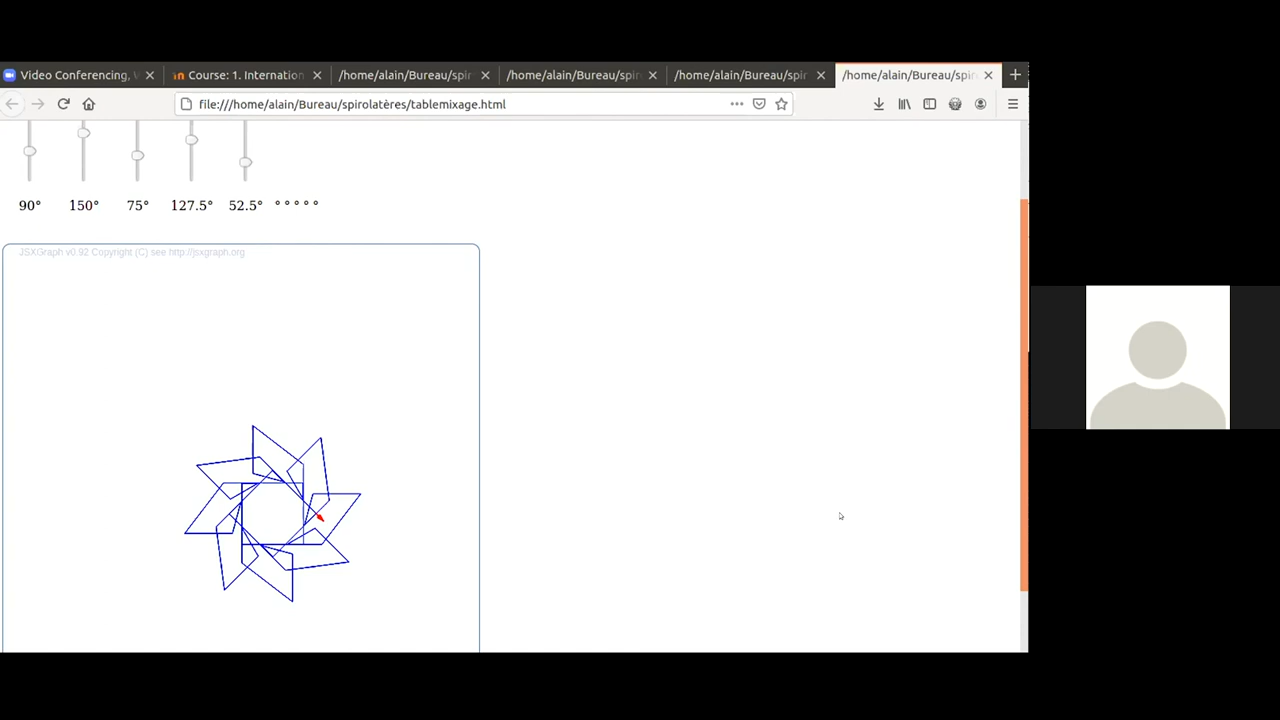 Video Conferencing, W
Course: 1. Internation
/home/alain/Bureau/spir
/home/alain/Bureau/spir
/home/alain/Bureau/spir
/home/alain/Bureau/spir
file:///home/alain/Bureau/spirolatères/tablemixage.html
90° 150° 75° 127.5° 52.5° ° ° ° ° °
JSXGraph v0.92 Copyright (C) see http://jsxgraph.org